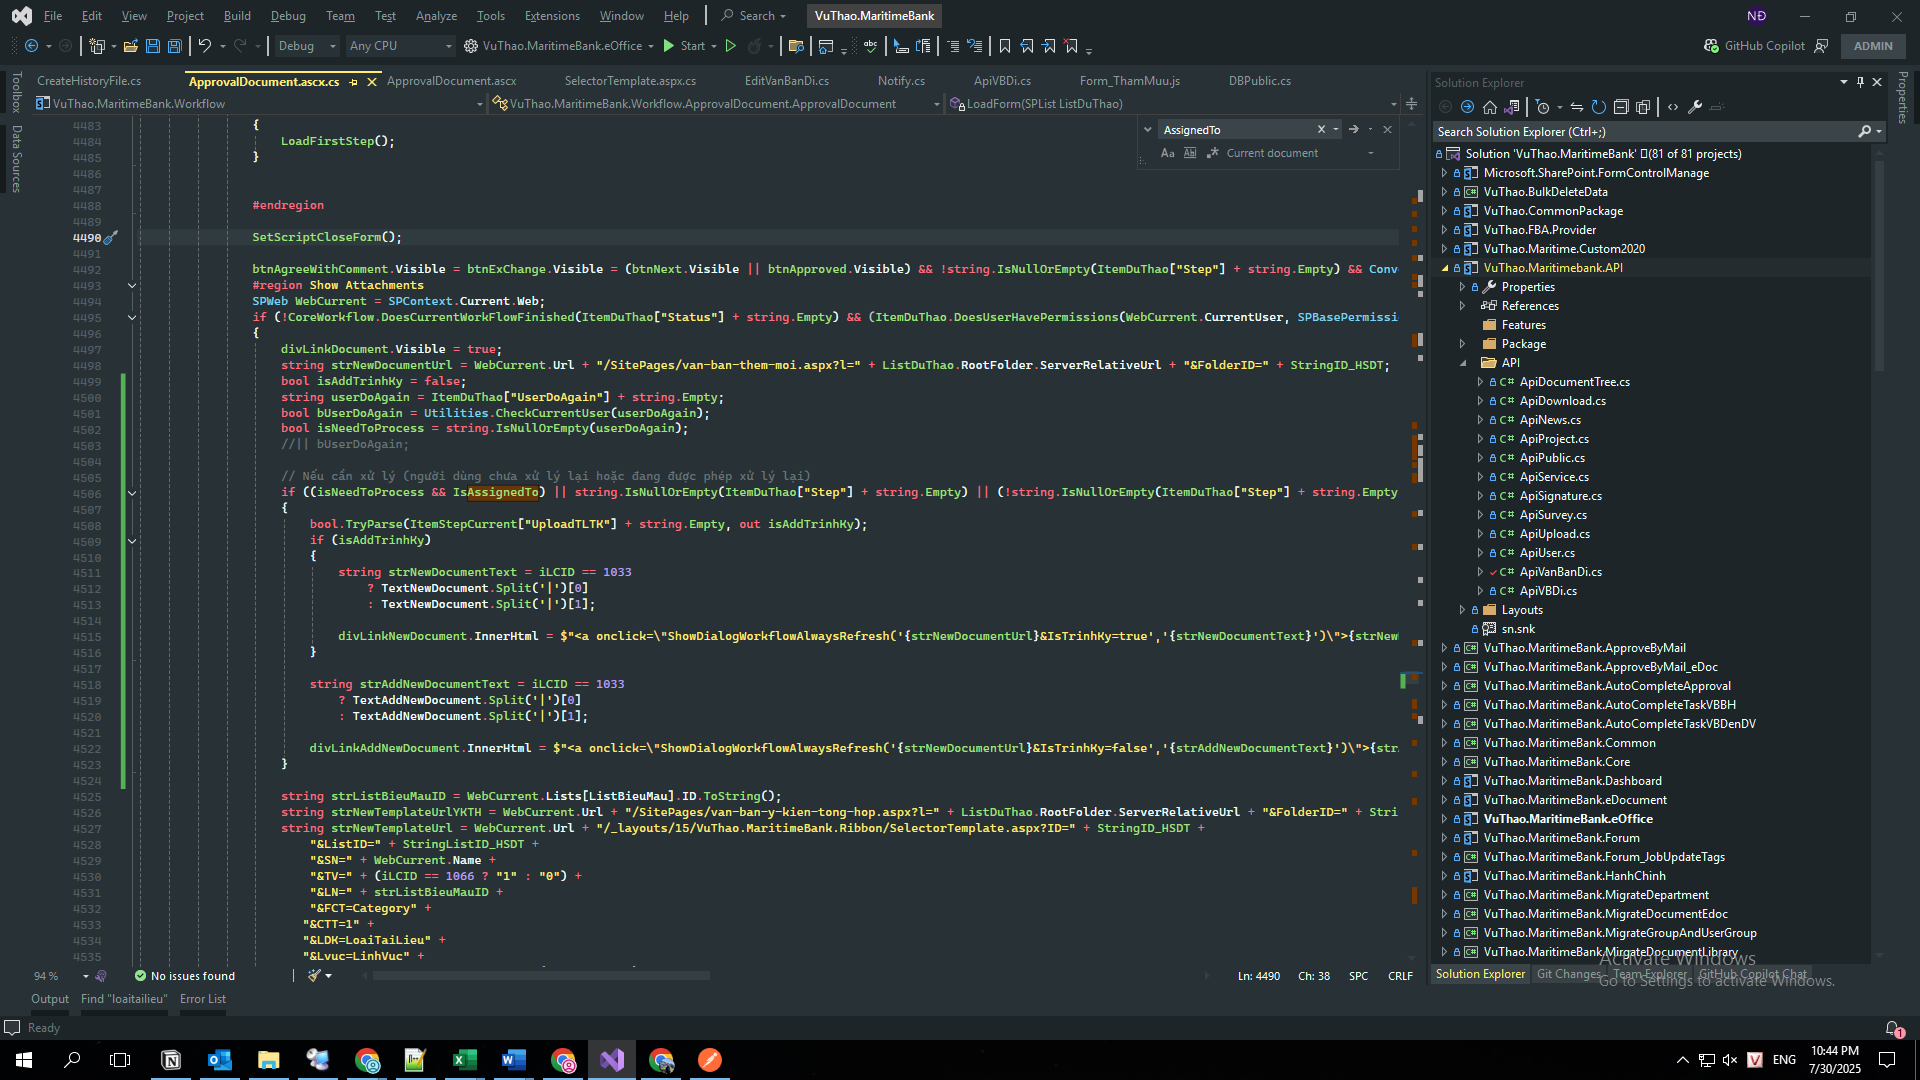 File Edit View Project Build Debug Team Test Analyze Tools Extensions Window Help Search VuThao.MaritimeBank NĐ
Debug Any CPU VuThao.MaritimeBank.eOffice Start GitHub Copilot ADMIN
CreateHistoryFile.cs ApprovalDocument.ascx.cs ApprovalDocument.ascx SelectorTemplate.aspx.cs EditVanBanDi.cs Notify.cs ApiVBDi.cs Form_ThamMuu.js DBPublic.cs
VuThao.MaritimeBank.Workflow VuThao.MaritimeBank.Workflow.ApprovalDocument.ApprovalDocument LoadForm(SPList ListDuThao)
Toolbox
Data Sources
AssignedTo
Current document
4483 {
4484 LoadFirstStep();
4485 }
4486
4487
4488 #endregion
4489
4490 SetScriptCloseForm();
4491
4492 btnAgreeWithComment.Visible = btnExChange.Visible = (btnNext.Visible || btnApproved.Visible) && !string.IsNullOrEmpty(ItemDuThao["Step"] + string.Empty) && Conv
4493 #region Show Attachments
4494 SPWeb WebCurrent = SPContext.Current.Web;
4495 if (!CoreWorkflow.DoesCurrentWorkFlowFinished(ItemDuThao["Status"] + string.Empty) && (ItemDuThao.DoesUserHavePermissions(WebCurrent.CurrentUser, SPBasePermissi
4496 {
4497 divLinkDocument.Visible = true;
4498 string strNewDocumentUrl = WebCurrent.Url + "/SitePages/van-ban-them-moi.aspx?l=" + ListDuThao.RootFolder.ServerRelativeUrl + "&FolderID=" + StringID_HSDT;
4499 bool isAddTrinhKy = false;
4500 string userDoAgain = ItemDuThao["UserDoAgain"] + string.Empty;
4501 bool bUserDoAgain = Utilities.CheckCurrentUser(userDoAgain);
4502 bool isNeedToProcess = string.IsNullOrEmpty(userDoAgain);
4503 //|| bUserDoAgain;
4504
4505 // Nếu cần xử lý (người dùng chưa xử lý lại hoặc đang được phép xử lý lại)
4506 if ((isNeedToProcess && IsAssignedTo) || string.IsNullOrEmpty(ItemDuThao["Step"] + string.Empty) || (!string.IsNullOrEmpty(ItemDuThao["Step"] + string.Empty
4507 {
4508 bool.TryParse(ItemStepCurrent["UploadTLTK"] + string.Empty, out isAddTrinhKy);
4509 if (isAddTrinhKy)
4510 {
4511 string strNewDocumentText = iLCID == 1033
4512 ? TextNewDocument.Split('|')[0]
4513 : TextNewDocument.Split('|')[1];
4514
4515 divLinkNewDocument.InnerHtml = $"<a onclick=\"ShowDialogWorkflowAlwaysRefresh('{strNewDocumentUrl}&IsTrinhKy=true','{strNewDocumentText}')\">{strNew
4516 }
4517
4518 string strAddNewDocumentText = iLCID == 1033
4519 ? TextAddNewDocument.Split('|')[0]
4520 : TextAddNewDocument.Split('|')[1];
4521
4522 divLinkAddNewDocument.InnerHtml = $"<a onclick=\"ShowDialogWorkflowAlwaysRefresh('{strNewDocumentUrl}&IsTrinhKy=false','{strAddNewDocumentText}')\">{str
4523 }
4524
4525 string strListBieuMauID = WebCurrent.Lists[ListBieuMau].ID.ToString();
4526 string strNewTemplateUrlYKTH = WebCurrent.Url + "/SitePages/van-ban-y-kien-tong-hop.aspx?l=" + ListDuThao.RootFolder.ServerRelativeUrl + "&FolderID=" + Stri
4527 string strNewTemplateUrl = WebCurrent.Url + "/_layouts/15/VuThao.MaritimeBank.Ribbon/SelectorTemplate.aspx?ID=" + StringID_HSDT +
4528 "&ListID=" + StringListID_HSDT +
4529 "&SN=" + WebCurrent.Name +
4530 "&TV=" + (iLCID == 1066 ? "1" : "0") +
4531 "&LN=" + strListBieuMauID +
4532 "&FCT=Category" +
4533 "&CTT=1" +
4534 "&LDK=LoaiTaiLieu" +
4535 "&Lvuc=LinhVuc" +
94 % No issues found Ln: 4490 Ch: 38 SPC CRLF
Output Find "loaitailieu" Error List
Ready
Solution Explorer
Search Solution Explorer (Ctrl+;)
Solution 'VuThao.MaritimeBank' (81 of 81 projects)
Microsoft.SharePoint.FormControlManage
VuThao.BulkDeleteData
VuThao.CommonPackage
VuThao.FBA.Provider
VuThao.Maritime.Custom2020
VuThao.Maritimebank.API
Properties
References
Features
Package
API
C# ApiDocumentTree.cs
C# ApiDownload.cs
C# ApiNews.cs
C# ApiProject.cs
C# ApiPublic.cs
C# ApiService.cs
C# ApiSignature.cs
C# ApiSurvey.cs
C# ApiUpload.cs
C# ApiUser.cs
C# ApiVanBanDi.cs
C# ApiVBDi.cs
Layouts
sn.snk
VuThao.MaritimeBank.ApproveByMail
VuThao.MaritimeBank.ApproveByMail_eDoc
VuThao.MaritimeBank.AutoCompleteApproval
VuThao.MaritimeBank.AutoCompleteTaskVBBH
VuThao.MaritimeBank.AutoCompleteTaskVBDenDV
VuThao.MaritimeBank.Common
VuThao.MaritimeBank.Core
VuThao.MaritimeBank.Dashboard
VuThao.MaritimeBank.eDocument
VuThao.MaritimeBank.eOffice
VuThao.MaritimeBank.Forum
VuThao.MaritimeBank.Forum_JobUpdateTags
VuThao.MaritimeBank.HanhChinh
VuThao.MaritimeBank.MigrateDepartment
VuThao.MaritimeBank.MigrateDocumentEdoc
VuThao.MaritimeBank.MigrateGroupAndUserGroup
VuThao.MaritimeBank.MigrateDocumentLibrary
Solution Explorer Git Changes Team Explorer GitHub Copilot Chat
Activate Windows
Go to Settings to activate Windows.
Properties
ENG
10:44 PM
7/30/2025